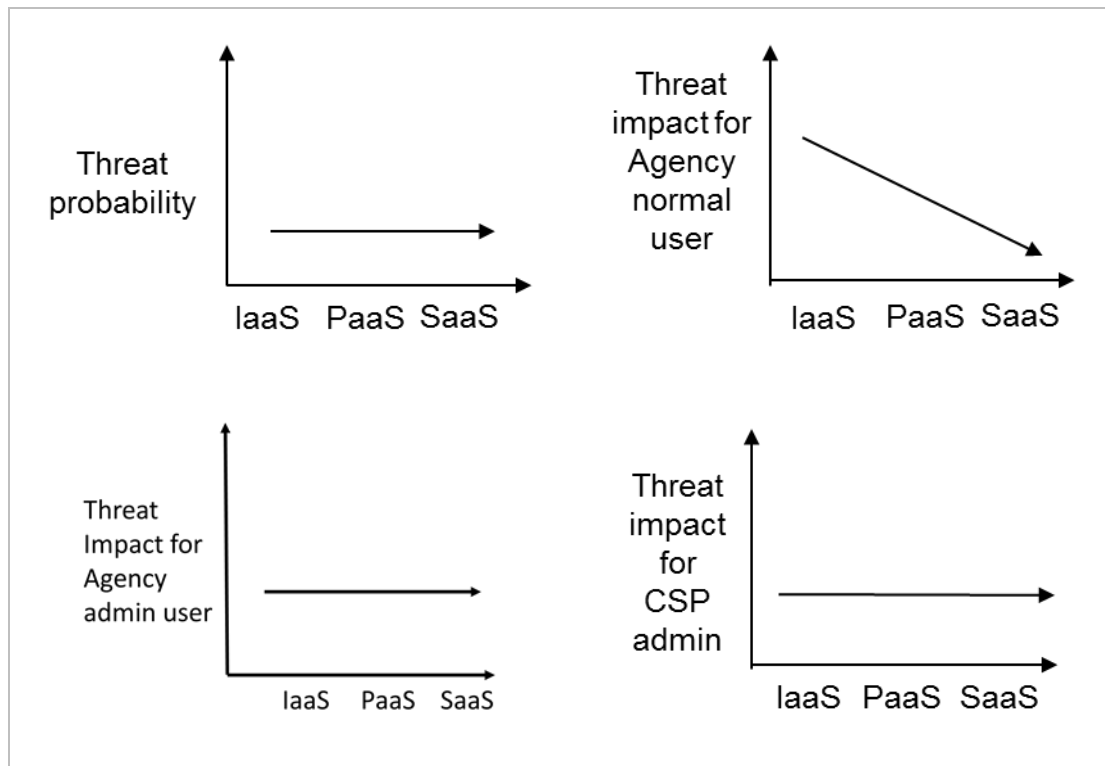 Threat
probability
IaaS PaaS SaaS
Threat
impact for
Agency
normal
user
IaaS PaaS SaaS
Threat
Impact for
Agency
admin user
IaaS PaaS SaaS
Threat
impact
for
CSP
admin
IaaS PaaS SaaS